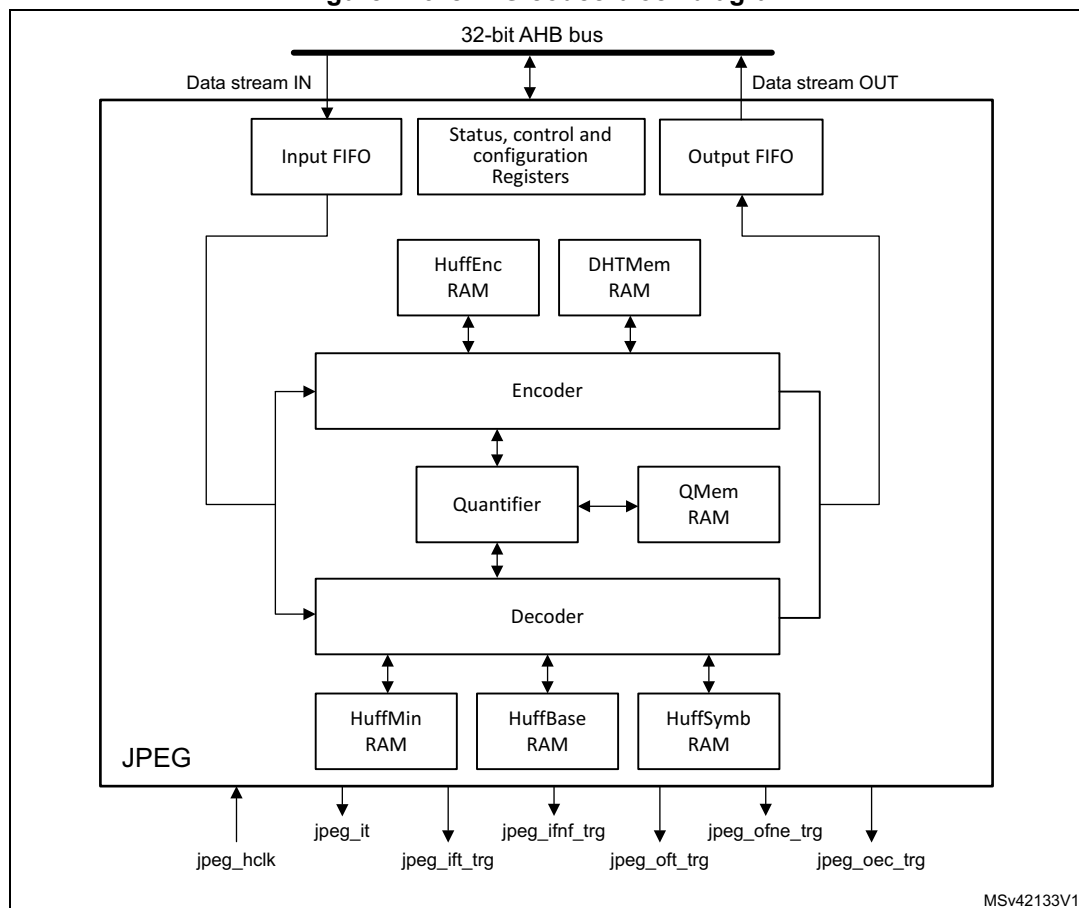 32-bit AHB bus
Data stream IN
Data stream OUT
Input FIFO
Status, control and
configuration
Registers
Output FIFO
HuffEnc
RAM
DHTMem
RAM
Encoder
Quantifier
QMem
RAM
Decoder
HuffMin
RAM
HuffBase
RAM
HuffSymb
RAM
JPEG
jpeg_hclk
jpeg_it
jpeg_ift_trg
jpeg_ifnf_trg
jpeg_oft_trg
jpeg_ofne_trg
jpeg_oec_trg
MSv42133V1